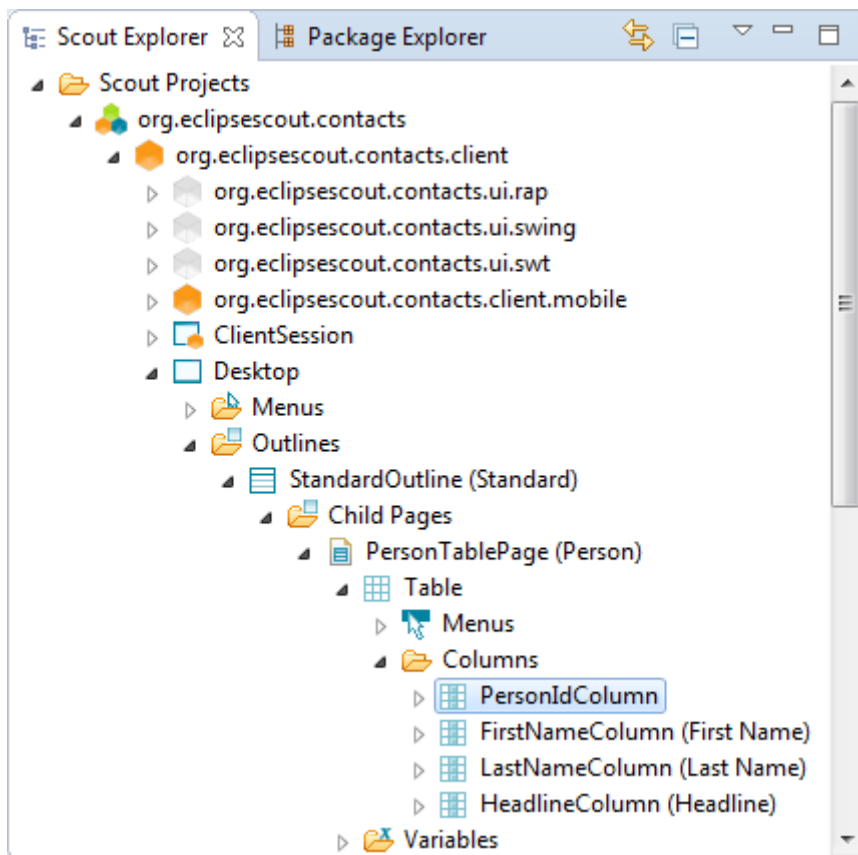 Scout Explorer Package Explorer
Scout Projects
org.eclipsescout.contacts
org.eclipsescout.contacts.client
org.eclipsescout.contacts.ui.rap
org.eclipsescout.contacts.ui.swing
org.eclipsescout.contacts.ui.swt
org.eclipsescout.contacts.client.mobile
ClientSession
Desktop
Menus
Outlines
StandardOutline (Standard)
Child Pages
PersonTablePage (Person)
Table
Menus
Columns
PersonIdColumn
FirstNameColumn (First Name)
LastNameColumn (Last Name)
HeadlineColumn (Headline)
Variables